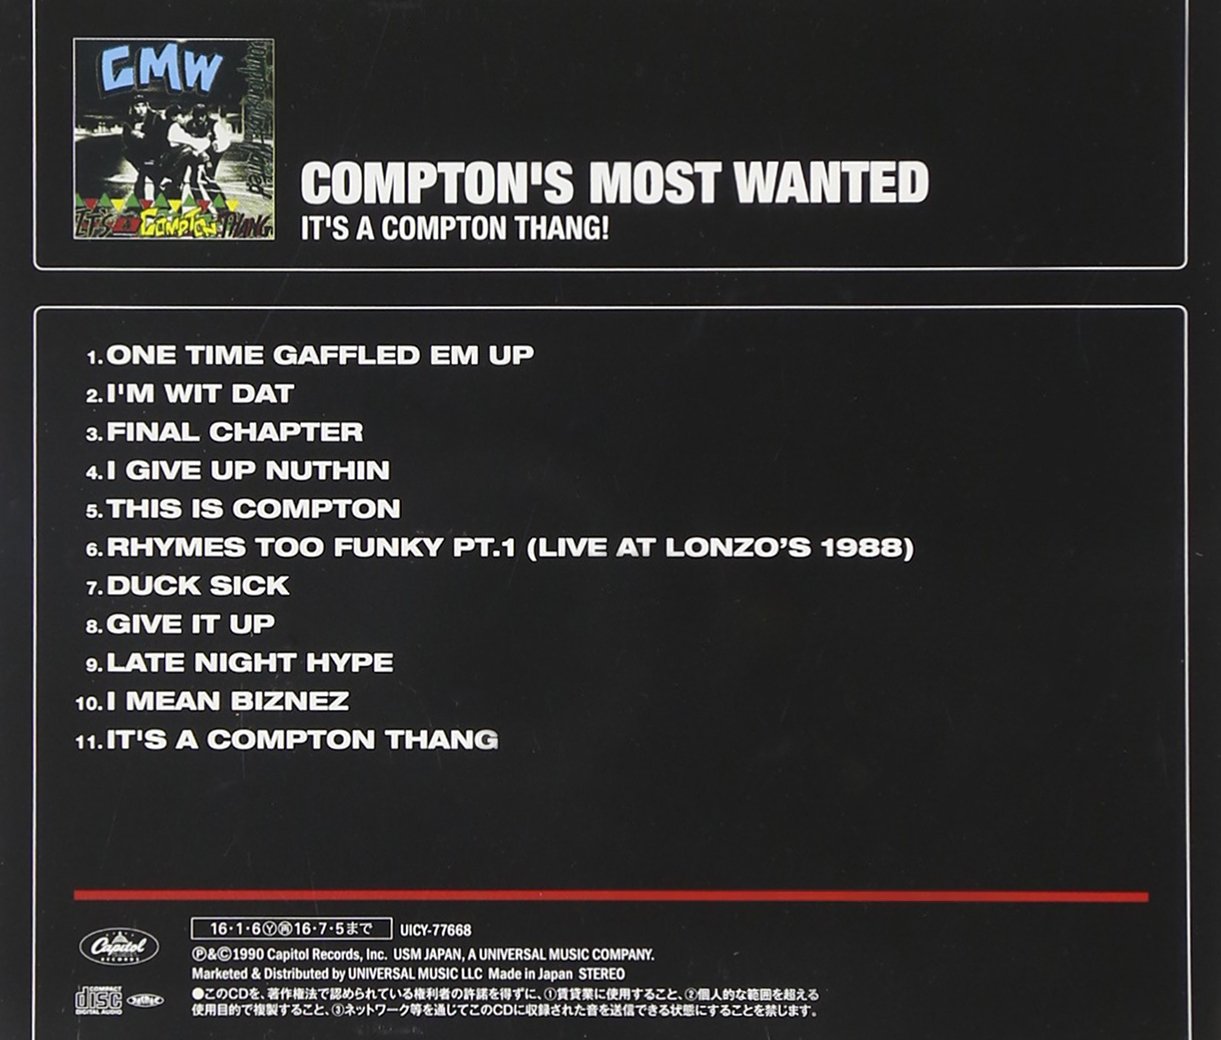 CMW
Compton's Most Wanted
IT'S A COMPTON THANG
COMPTON'S MOST WANTED
IT'S A COMPTON THANG!
1. ONE TIME GAFFLED EM UP
2. I'M WIT DAT
3. FINAL CHAPTER
4. I GIVE UP NUTHIN
5. THIS IS COMPTON
6. RHYMES TOO FUNKY PT.1 (LIVE AT LONZO'S 1988)
7. DUCK SICK
8. GIVE IT UP
9. LATE NIGHT HYPE
10. I MEAN BIZNEZ
11. IT'S A COMPTON THANG
Capitol
RECORDS
16・1・6Ⓨ㊢16・7・5まで UICY-77668
Ⓟ&©1990 Capitol Records, Inc. USM JAPAN, A UNIVERSAL MUSIC COMPANY.
Marketed & Distributed by UNIVERSAL MUSIC LLC Made in Japan STEREO
COMPACT
disc
DIGITAL AUDIO
●このCDを、著作権法で認められている権利者の許諾を得ずに、①賃貸業に使用すること、②個人的な範囲を超える
使用目的で複製すること、③ネットワーク等を通じてこのCDに収録された音を送信できる状態にすることを禁じます。